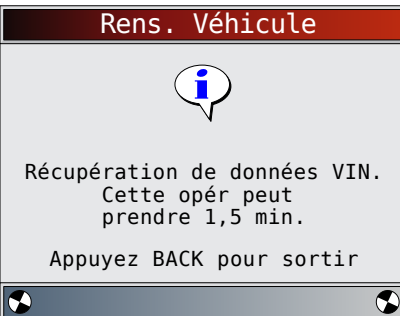 Rens. Véhicule
Récupération de données VIN.
Cette opér peut
prendre 1,5 min.
Appuyez BACK pour sortir